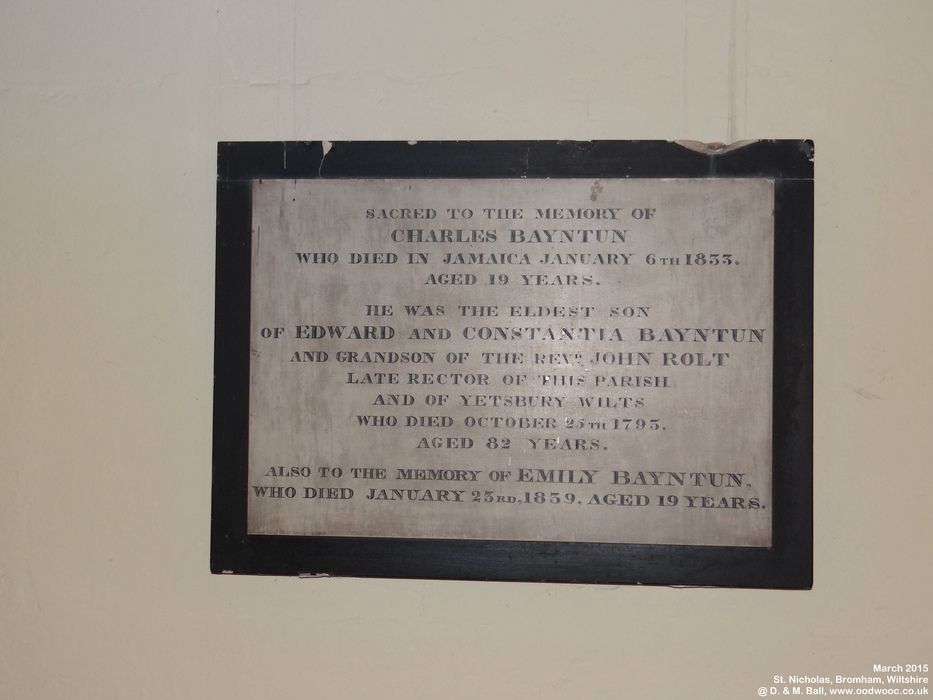 SACRED TO THE MEMORY OF
CHARLES BAYNTUN
WHO DIED IN JAMAICA JANUARY 6TH 1833.
AGED 19 YEARS.
HE WAS THE ELDEST SON
OF EDWARD AND CONSTANTIA BAYNTUN
AND GRANDSON OF THE REVD. JOHN ROLT
LATE RECTOR OF THIS PARISH
AND OF YETSBURY WILTS
WHO DIED OCTOBER 25TH 1793.
AGED 82 YEARS.
ALSO TO THE MEMORY OF EMILY BAYNTUN,
WHO DIED JANUARY 23RD, 1839. AGED 19 YEARS.
March 2015
St. Nicholas, Bromham, Wiltshire
@ D. & M. Ball, www.oodwooc.co.uk